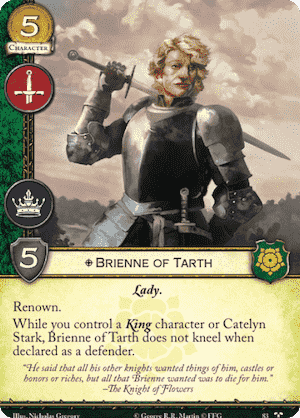 5
CHARACTER
5
BRIENNE OF TARTH
Lady.
Renown.
While you control a King character or Catelyn
Stark, Brienne of Tarth does not kneel when
declared as a defender.
"He said that all his other knights wanted things of him, castles or
honors or riches, but all that Brienne wanted was to die for him."
–The Knight of Flowers
Illus. Nicholas Gregory © George R.R. Martin © FFG 83